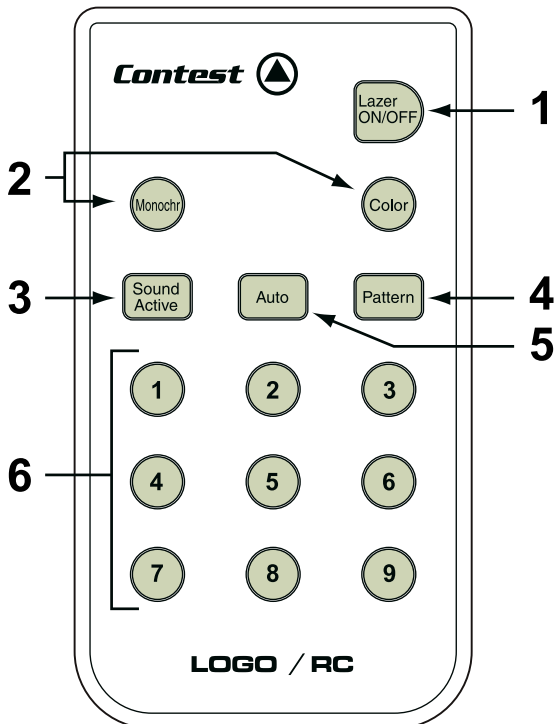 Contest
Lazer
ON/OFF
1
2
Monochr
Color
3
Sound
Active
Auto
Pattern
4
5
1
2
3
6
4
5
6
7
8
9
LOGO / RC